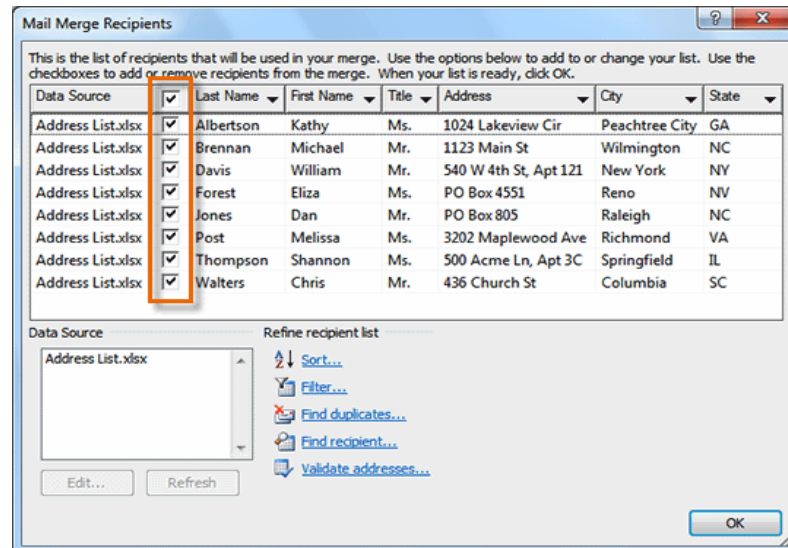 Mail Merge Recipients
This is the list of recipients that will be used in your merge. Use the options below to add to or change your list. Use the
checkboxes to add or remove recipients from the merge. When your list is ready, click OK.
Data Source Last Name First Name Title Address City State
Address List.xlsx Albertson Kathy Ms. 1024 Lakeview Cir Peachtree City GA
Address List.xlsx Brennan Michael Mr. 1123 Main St Wilmington NC
Address List.xlsx Davis William Mr. 540 W 4th St, Apt 121 New York NY
Address List.xlsx Forest Eliza Ms. PO Box 4551 Reno NV
Address List.xlsx Jones Dan Mr. PO Box 805 Raleigh NC
Address List.xlsx Post Melissa Ms. 3202 Maplewood Ave Richmond VA
Address List.xlsx Thompson Shannon Ms. 500 Acme Ln, Apt 3C Springfield IL
Address List.xlsx Walters Chris Mr. 436 Church St Columbia SC
Data Source Refine recipient list
Address List.xlsx
Sort...
Filter...
Find duplicates...
Find recipient...
Validate addresses...
Edit... Refresh
OK